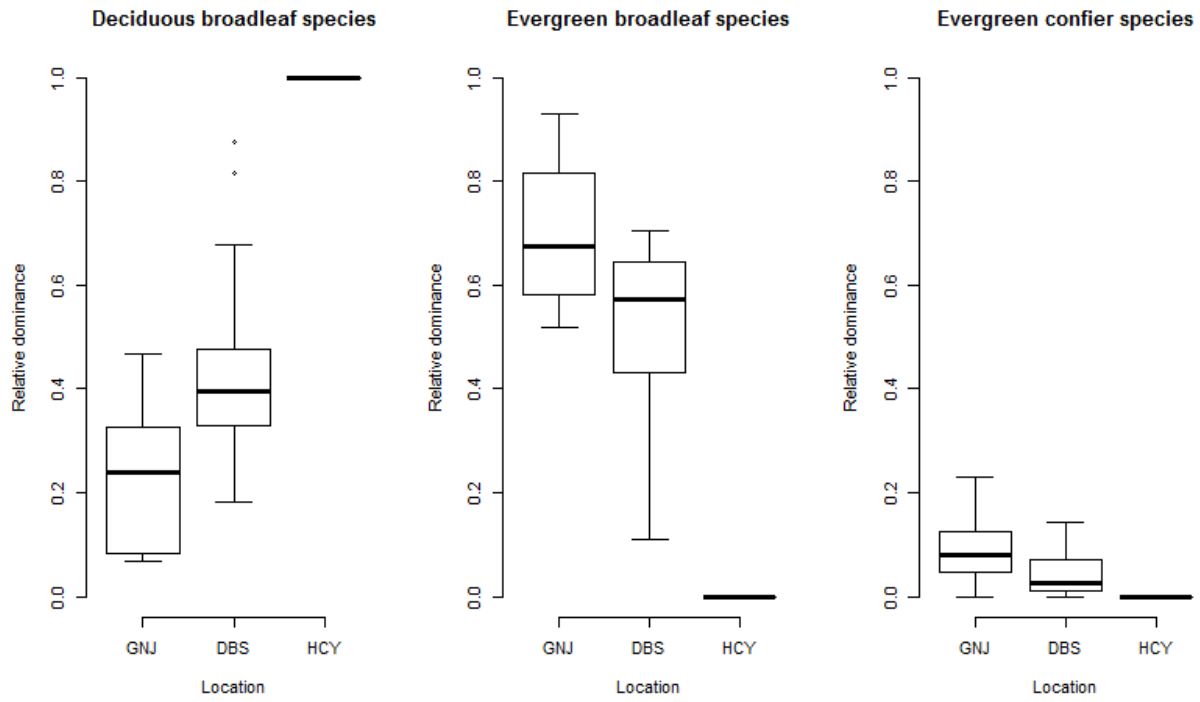 Deciduous broadleaf species
Relative dominance
1.0
0.8
0.6
0.4
0.2
0.0
GNJ DBS HCY
Location
Evergreen broadleaf species
Relative dominance
1.0
0.8
0.6
0.4
0.2
0.0
GNJ DBS HCY
Location
Evergreen confier species
Relative dominance
1.0
0.8
0.6
0.4
0.2
0.0
GNJ DBS HCY
Location